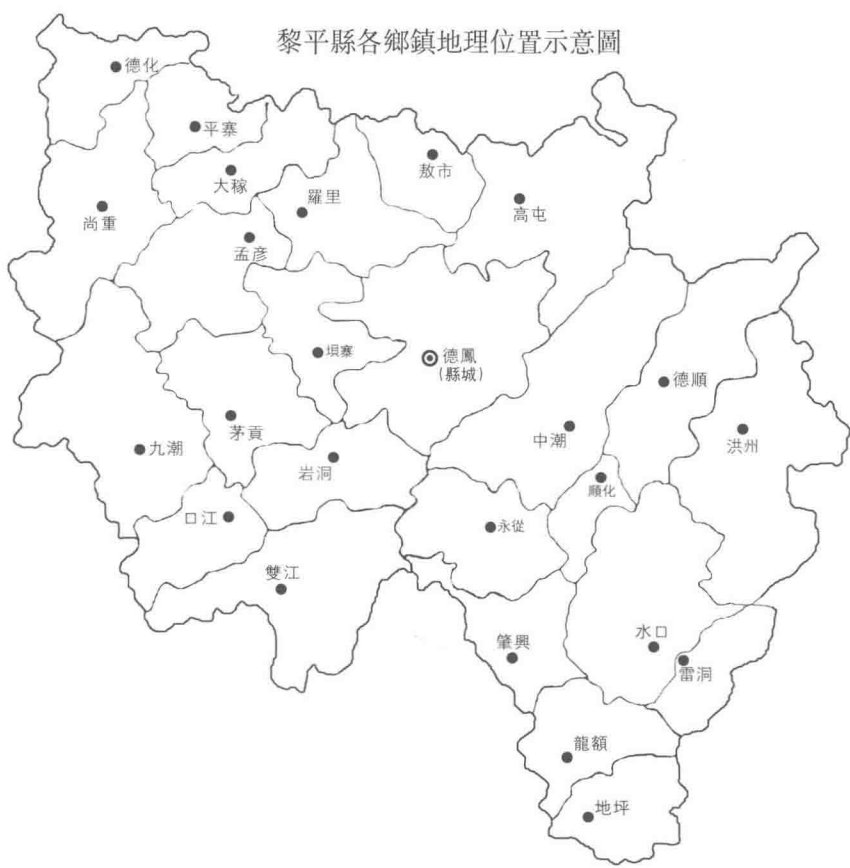 黎平縣各鄉鎮地理位置示意圖
德化
平寨
大稼
敖市
羅里
高屯
尚重
孟彦
垻寨
德鳳
(縣城)
德順
茅貢
九潮
岩洞
中潮
洪州
順化
口江
永從
雙江
肇興
水口
雷洞
龍額
地坪